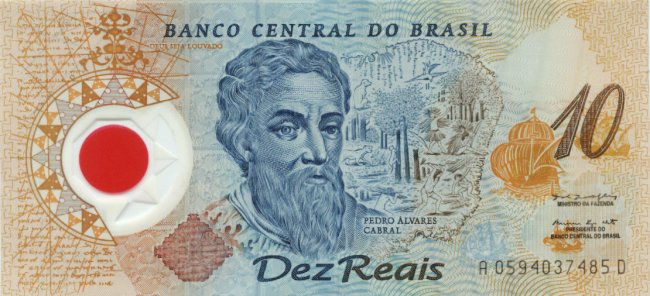 BANCO CENTRAL DO BRASIL
DEUS SEJA LOUVADO
10
PEDRO ÁLVARES
CABRAL
MINISTRO DA FAZENDA
PRESIDENTE DO
BANCO CENTRAL DO BRASIL
Dez Reais
A 0594037485 D